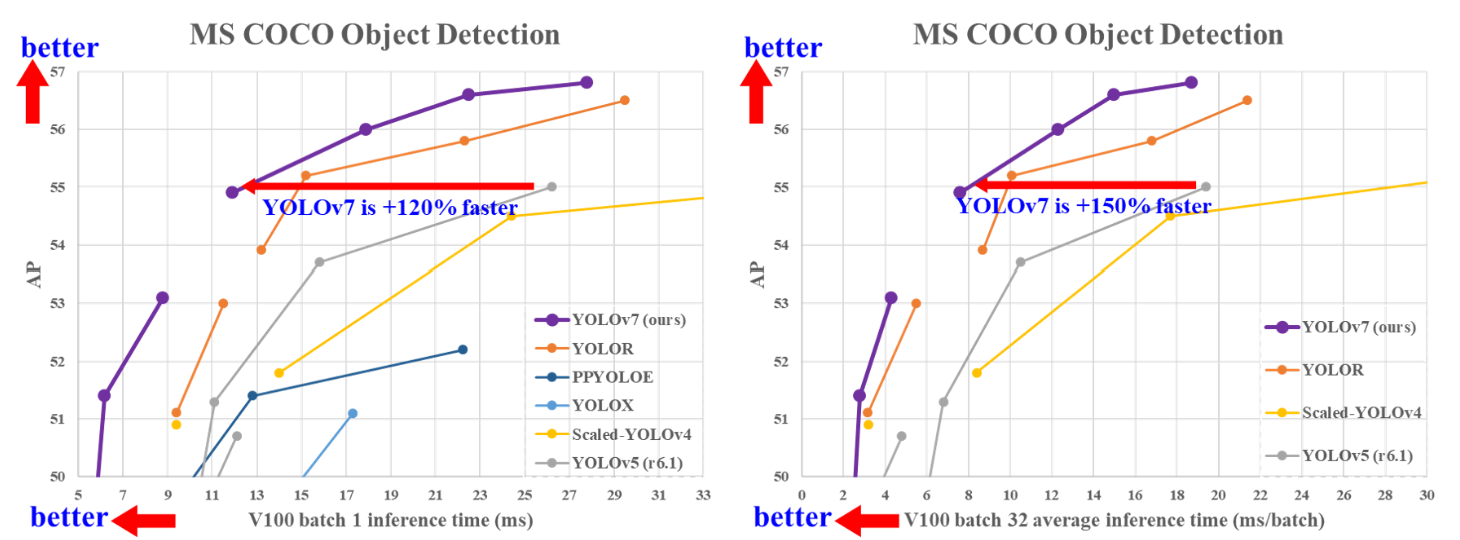 MS COCO Object Detection
better
57
56
55
54
53
52
51
50
AP
YOLOv7 is +120% faster
YOLOv7 (ours)
YOLOR
PPYOLOE
YOLOX
Scaled-YOLOv4
YOLOv5 (r6.1)
5 7 9 11 13 15 17 19 21 23 25 27 29 31 33
better
V100 batch 1 inference time (ms)
MS COCO Object Detection
better
57
56
55
54
53
52
51
50
AP
YOLOv7 is +150% faster
YOLOv7 (ours)
YOLOR
Scaled-YOLOv4
YOLOv5 (r6.1)
0 2 4 6 8 10 12 14 16 18 20 22 24 26 28 30
better
V100 batch 32 average inference time (ms/batch)